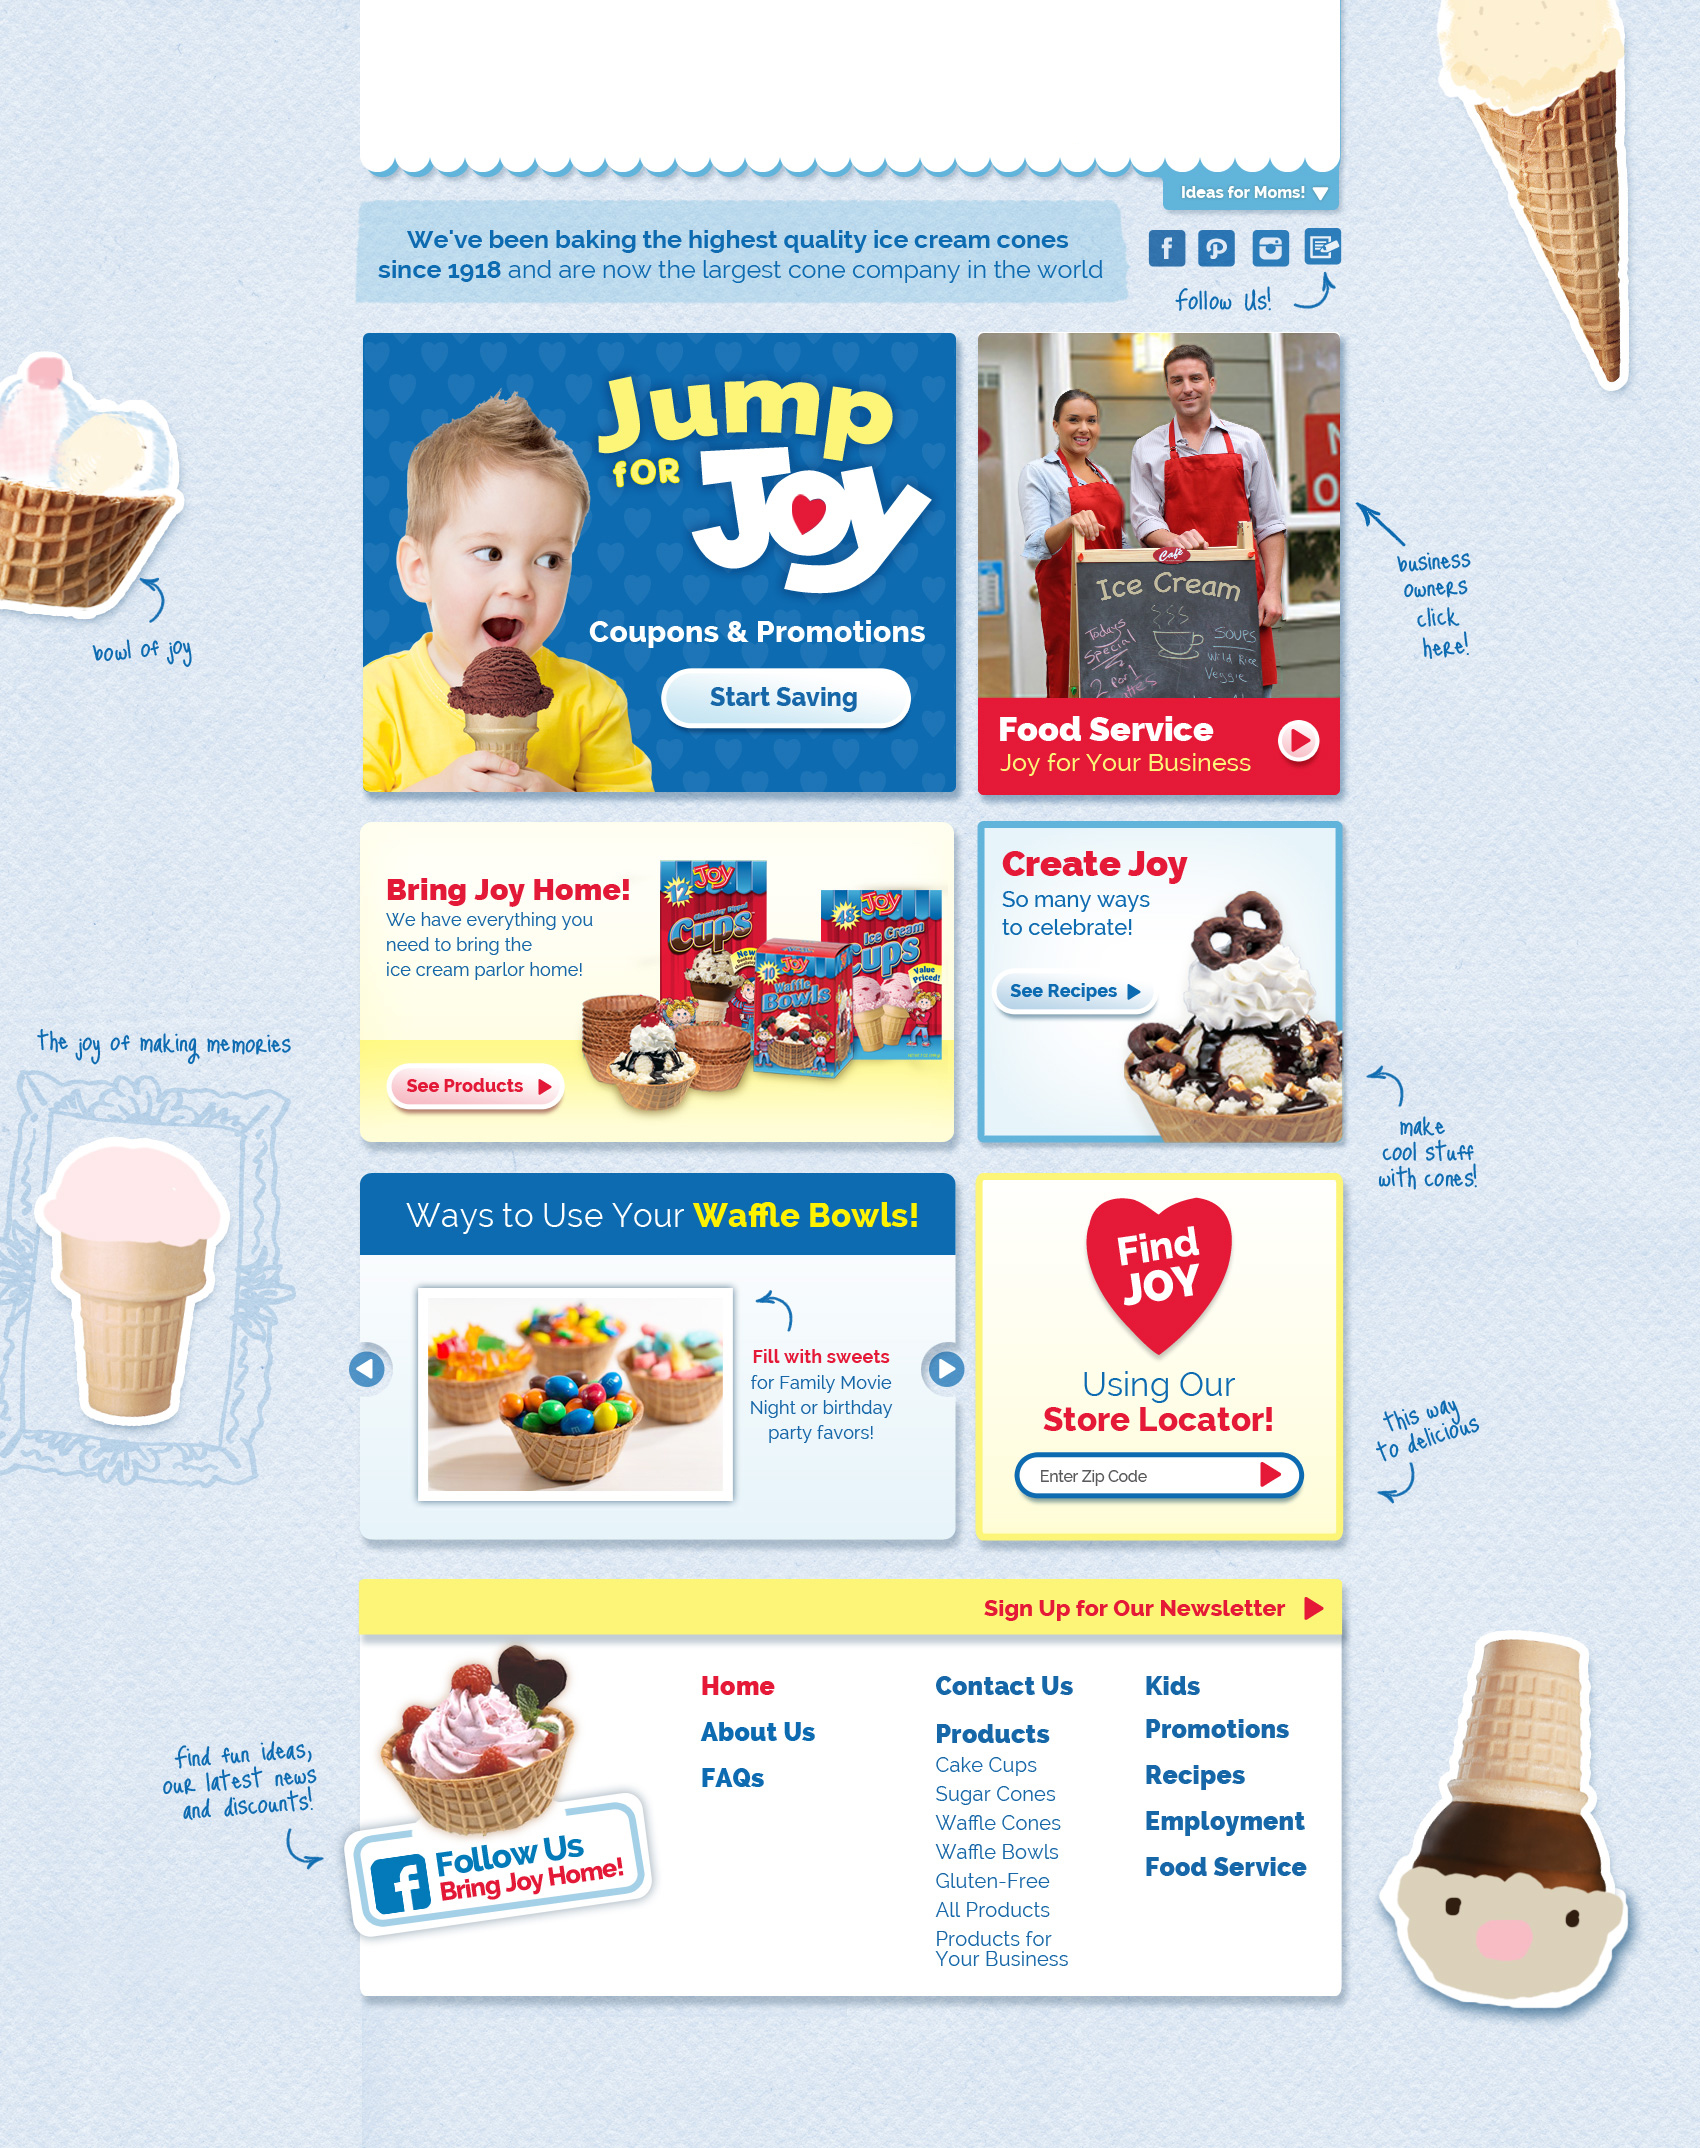 Ideas for Moms!
We've been baking the highest quality ice cream cones
since 1918 and are now the largest cone company in the world
follow us!
Jump
for
Joy
Coupons & Promotions
Start Saving
Café
Ice Cream
Todays
Special
2 for 1
Soups
Wild Rice
Veggie
Food Service
Joy for Your Business
business
owners
click
here!
bowl of joy
Bring Joy Home!
We have everything you
need to bring the
ice cream parlor home!
See Products
12
Joy
Chocolate Dipped
Cups
New
48
Joy
Ice Cream
Cups
Value
Priced!
10
Joy
Waffle
Bowls
Create Joy
So many ways
to celebrate!
See Recipes
the joy of making memories
make
cool stuff
with cones!
Ways to Use Your Waffle Bowls!
Fill with sweets
for Family Movie
Night or birthday
party favors!
Find
JOY
Using Our
Store Locator!
Enter Zip Code
this way
to delicious
Sign Up for Our Newsletter
Home
About Us
FAQs
Contact Us
Products
Cake Cups
Sugar Cones
Waffle Cones
Waffle Bowls
Gluten-Free
All Products
Products for
Your Business
Kids
Promotions
Recipes
Employment
Food Service
find fun ideas,
our latest news
and discounts!
Follow Us
Bring Joy Home!